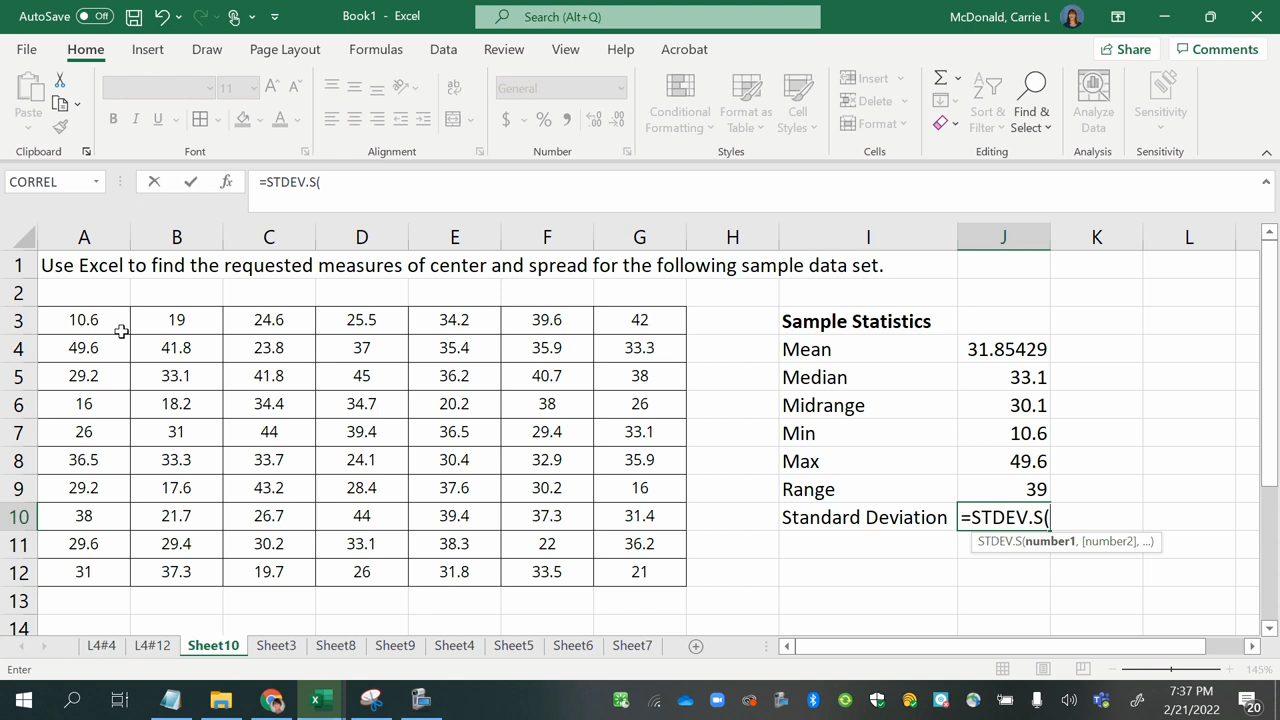 AutoSave Off Book1 - Excel Search (Alt+Q) McDonald, Carrie L
File Home Insert Draw Page Layout Formulas Data Review View Help Acrobat Share Comments
Paste 11 A A General Conditional Formatting Format as Table Cell Styles Insert Delete Format Sort & Filter Find & Select Analyze Data Sensitivity
B I U A $ % 9
Clipboard Font Alignment Number Styles Cells Editing Analysis Sensitivity
CORREL fx =STDEV.S(
A B C D E F G H I J K L
1 Use Excel to find the requested measures of center and spread for the following sample data set.
2
3 10.6 19 24.6 25.5 34.2 39.6 42 Sample Statistics
4 49.6 41.8 23.8 37 35.4 35.9 33.3 Mean 31.85429
5 29.2 33.1 41.8 45 36.2 40.7 38 Median 33.1
6 16 18.2 34.4 34.7 20.2 38 26 Midrange 30.1
7 26 31 44 39.4 36.5 29.4 33.1 Min 10.6
8 36.5 33.3 33.7 24.1 30.4 32.9 35.9 Max 49.6
9 29.2 17.6 43.2 28.4 37.6 30.2 16 Range 39
10 38 21.7 26.7 44 39.4 37.3 31.4 Standard Deviation =STDEV.S(
STDEV.S(number1, [number2], ...)
11 29.6 29.4 30.2 33.1 38.3 22 36.2
12 31 37.3 19.7 26 31.8 33.5 21
13
14
L4#4 L4#12 Sheet10 Sheet3 Sheet8 Sheet9 Sheet4 Sheet5 Sheet6 Sheet7
Enter 145%
7:37 PM
2/21/2022
20